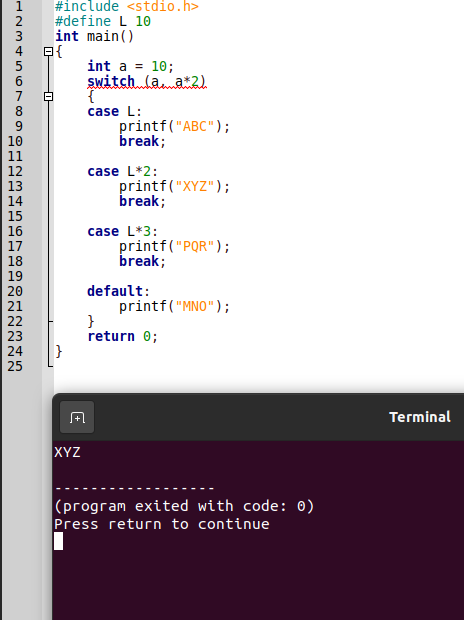 1 #include <stdio.h>
2 #define L 10
3 int main()
4 {
5 int a = 10;
6 switch (a, a*2)
7 {
8 case L:
9 printf("ABC");
10 break;
11
12 case L*2:
13 printf("XYZ");
14 break;
15
16 case L*3:
17 printf("PQR");
18 break;
19
20 default:
21 printf("MNO");
22 }
23 return 0;
24 }
25
Terminal
XYZ
------------------
(program exited with code: 0)
Press return to continue